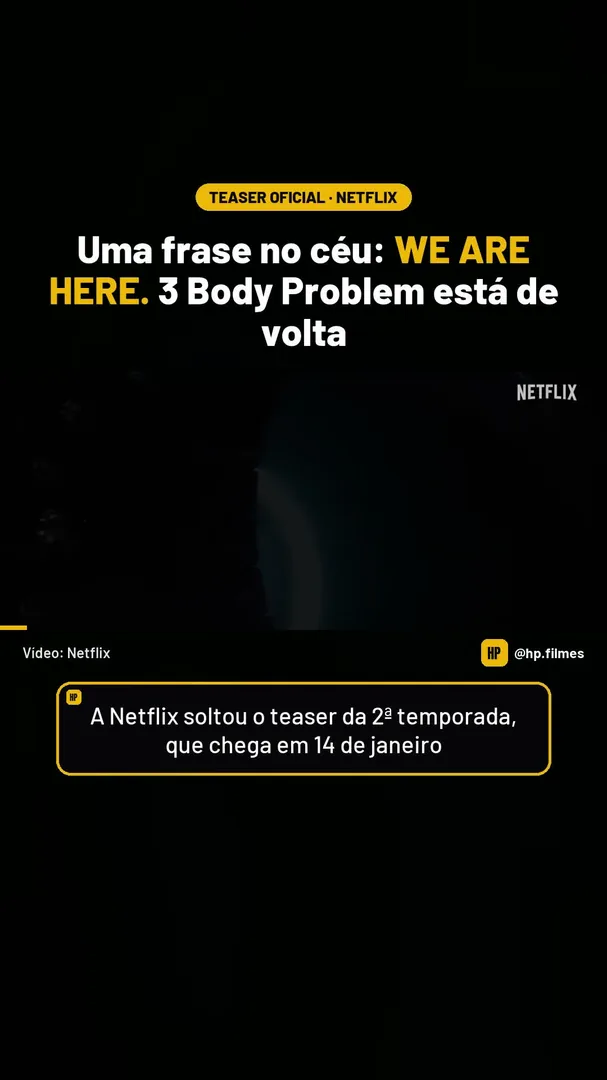 TEASER OFICIAL · NETFLIX
Uma frase no céu: WE ARE
HERE. 3 Body Problem está de
volta
NETFLIX
Vídeo: Netflix
HP @hp.filmes
HP
A Netflix soltou o teaser da 2ª temporada,
que chega em 14 de janeiro